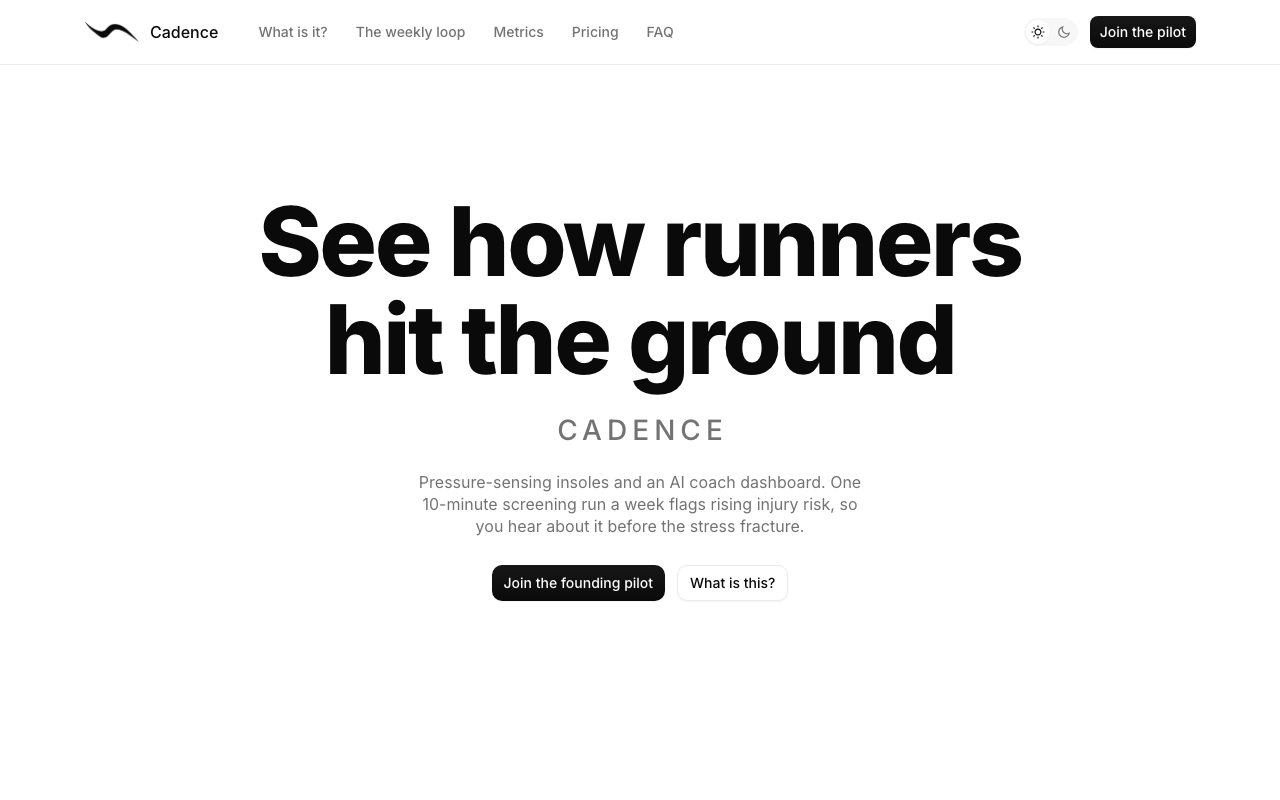 Cadence
What is it?
The weekly loop
Metrics
Pricing
FAQ
Join the pilot
See how runners
hit the ground
CADENCE
Pressure-sensing insoles and an AI coach dashboard. One
10-minute screening run a week flags rising injury risk, so
you hear about it before the stress fracture.
Join the founding pilot
What is this?